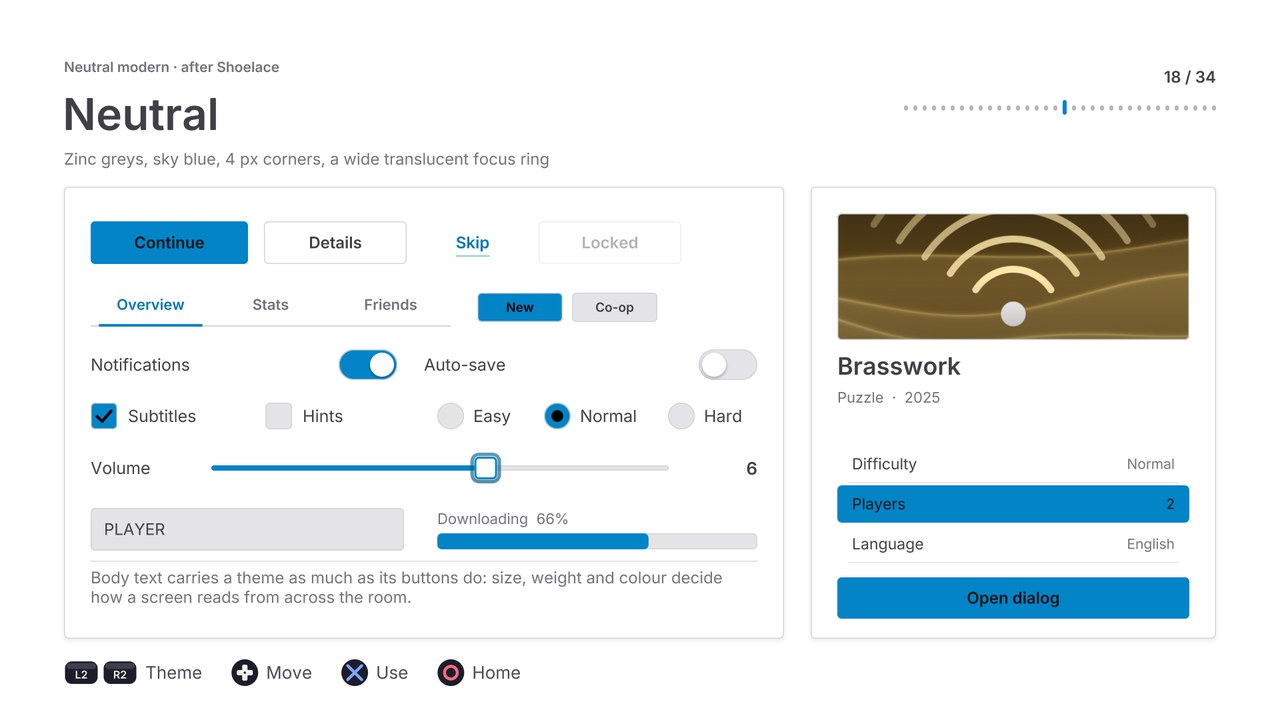 Neutral modern · after Shoelace
18 / 34
Neutral
Zinc greys, sky blue, 4 px corners, a wide translucent focus ring
Continue
Details
Skip
Locked
Overview
Stats
Friends
New
Co-op
Notifications
Auto-save
Subtitles
Hints
Easy
Normal
Hard
Volume
6
PLAYER
Downloading 66%
Body text carries a theme as much as its buttons do: size, weight and colour decide
how a screen reads from across the room.
Brasswork
Puzzle · 2025
Difficulty
Normal
Players
2
Language
English
Open dialog
L2
R2
Theme
Move
Use
Home